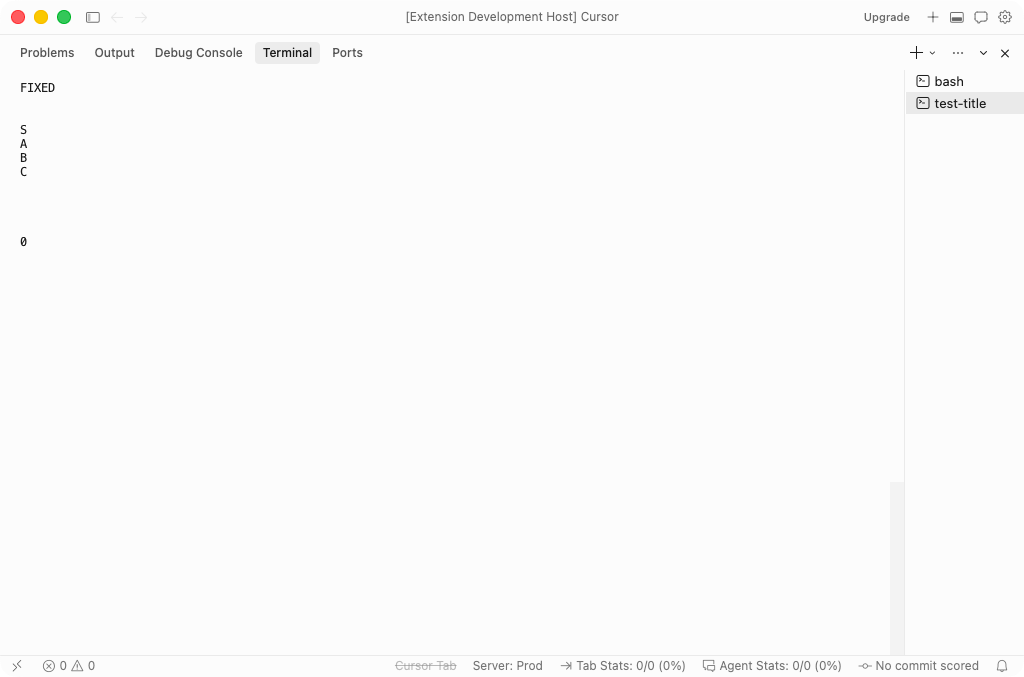 [Extension Development Host] Cursor
Upgrade
Problems Output Debug Console Terminal Ports
bash
test-title
FIXED
S
A
B
C
0
0 0 Cursor Tab Server: Prod Tab Stats: 0/0 (0%) Agent Stats: 0/0 (0%) No commit scored